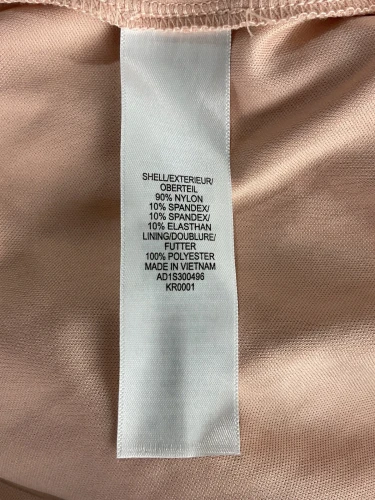 SHELL/EXTERIEUR/
OBERTEIL
90% NYLON
10% SPANDEX/
10% SPANDEX/
10% ELASTHAN
LINING/DOUBLURE/
FUTTER
100% POLYESTER
MADE IN VIETNAM
AD1S300496
KR0001